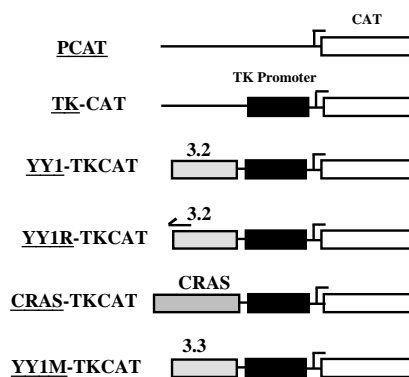 CAT
PCAT
TK Promoter
TK-CAT
3.2
YY1-TKCAT
3.2
YY1R-TKCAT
CRAS
CRAS-TKCAT
3.3
YY1M-TKCAT